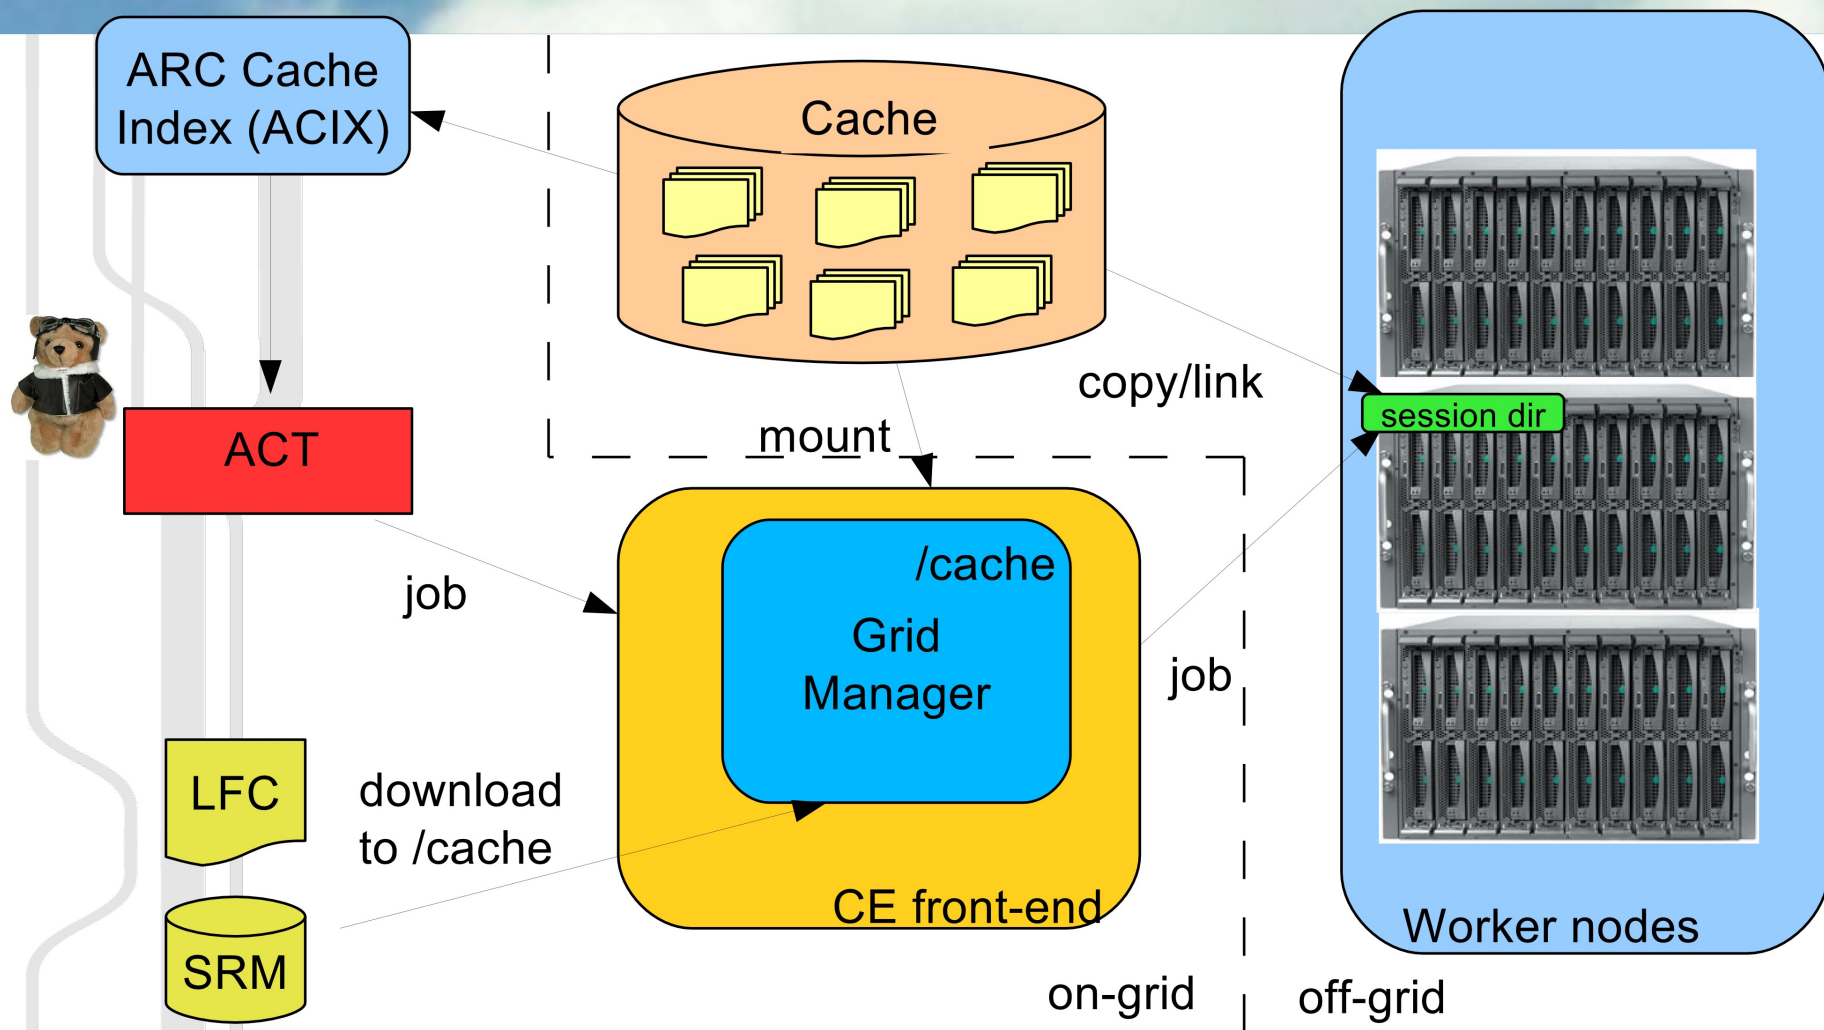 ARC Cache
Index (ACIX)
Cache
copy/link
session dir
mount
ACT
/cache
job
Grid
Manager
job
LFC
download
to /cache
CE front-end
Worker nodes
SRM
on-grid
off-grid